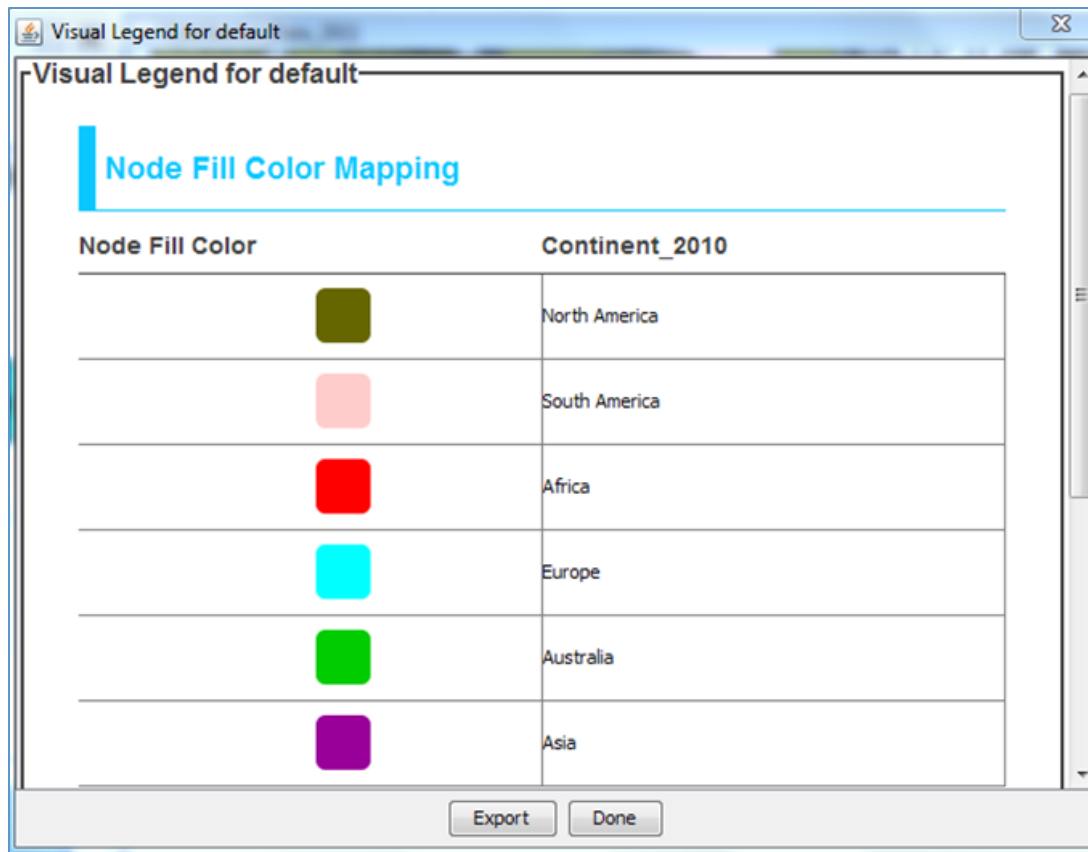 Visual Legend for default
Visual Legend for default
Node Fill Color Mapping
Node Fill Color Continent_2010
North America
South America
Africa
Europe
Australia
Asia
Export Done